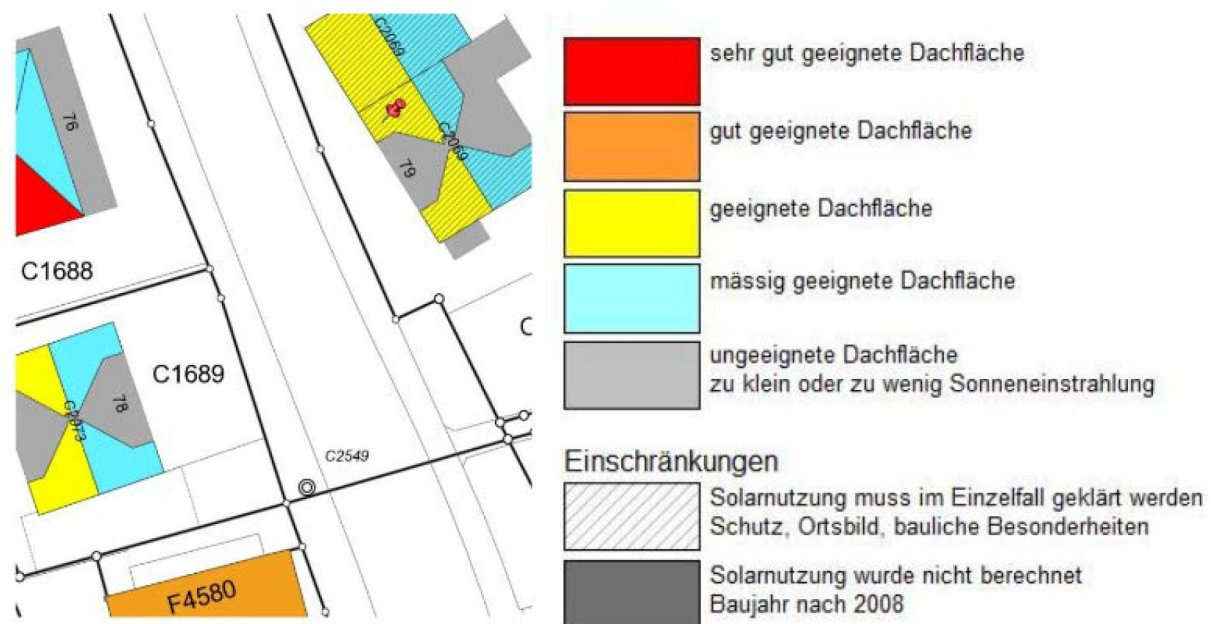 C2069
76
C2069
79
C1688
C1689
C
78
C2073
C2549
F4580
sehr gut geeignete Dachfläche
gut geeignete Dachfläche
geeignete Dachfläche
mässig geeignete Dachfläche
ungeeignete Dachfläche
zu klein oder zu wenig Sonneneinstrahlung
Einschränkungen
Solarnutzung muss im Einzelfall geklärt werden
Schutz, Ortsbild, bauliche Besonderheiten
Solarnutzung wurde nicht berechnet
Baujahr nach 2008